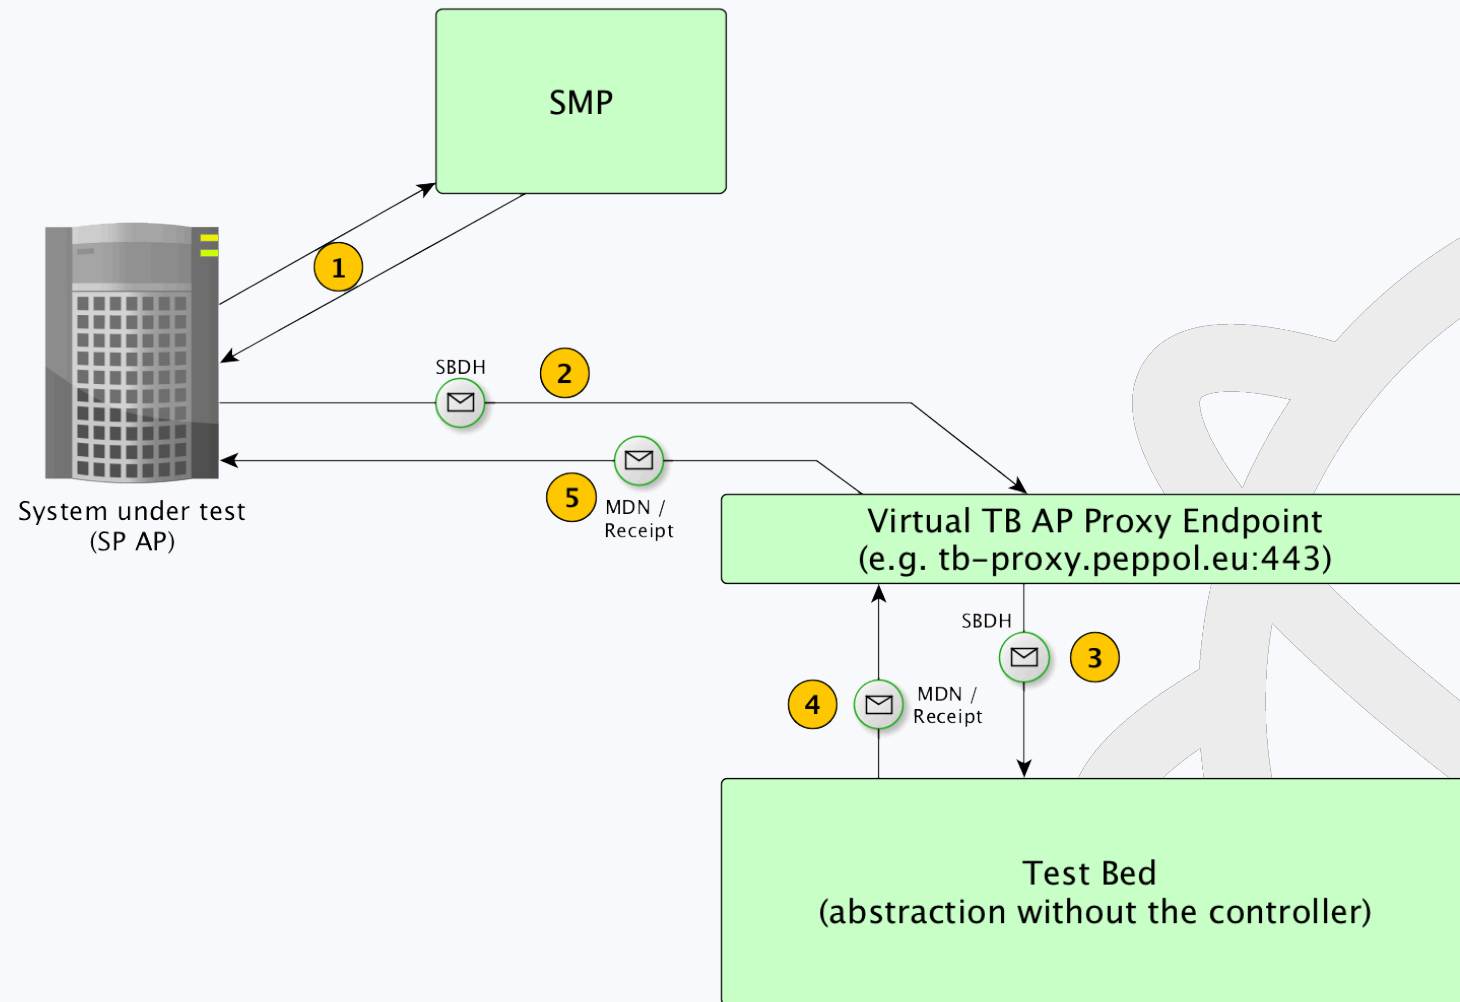 SMP
1
SBDH
2
5
MDN /
Receipt
System under test
(SP AP)
Virtual TB AP Proxy Endpoint
(e.g. tb-proxy.peppol.eu:443)
SBDH
3
4
MDN /
Receipt
Test Bed
(abstraction without the controller)